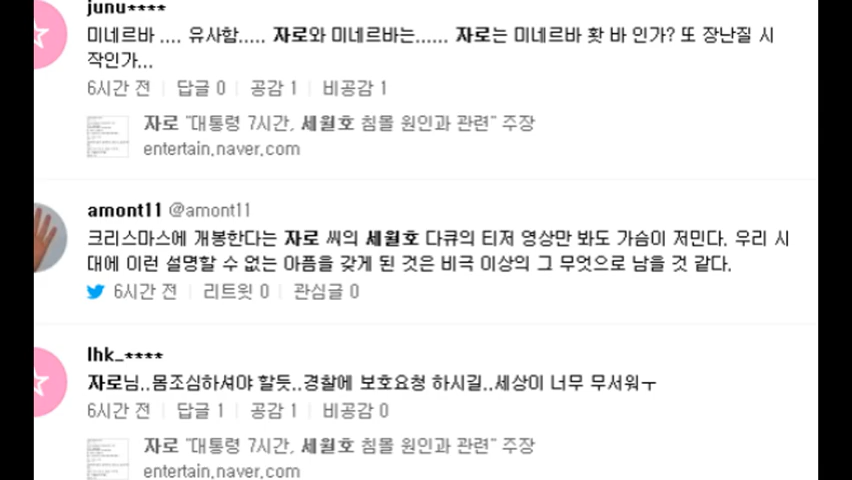 junu****
미네르바 .... 유사함..... 자로와 미네르바는...... 자로는 미네르바 홧 바 인가? 또 장난질 시
작인가...
6시간 전 답글 0 공감 1 비공감 1
자로 "대통령 7시간, 세월호 침몰 원인과 관련" 주장
entertain.naver.com
amont11 @amont11
크리스마스에 개봉한다는 자로 씨의 세월호 다큐의 티저 영상만 봐도 가슴이 저민다. 우리 시
대에 이런 설명할 수 없는 아픔을 갖게 된 것은 비극 이상의 그 무엇으로 남을 것 같다.
6시간 전 리트윗 0 관심글 0
lhk_****
자로님..몸조심하셔야 할듯..경찰에 보호요청 하시길..세상이 너무 무서워ㅜ
6시간 전 답글 1 공감 1 비공감 0
자로 "대통령 7시간, 세월호 침몰 원인과 관련" 주장
entertain.naver.com